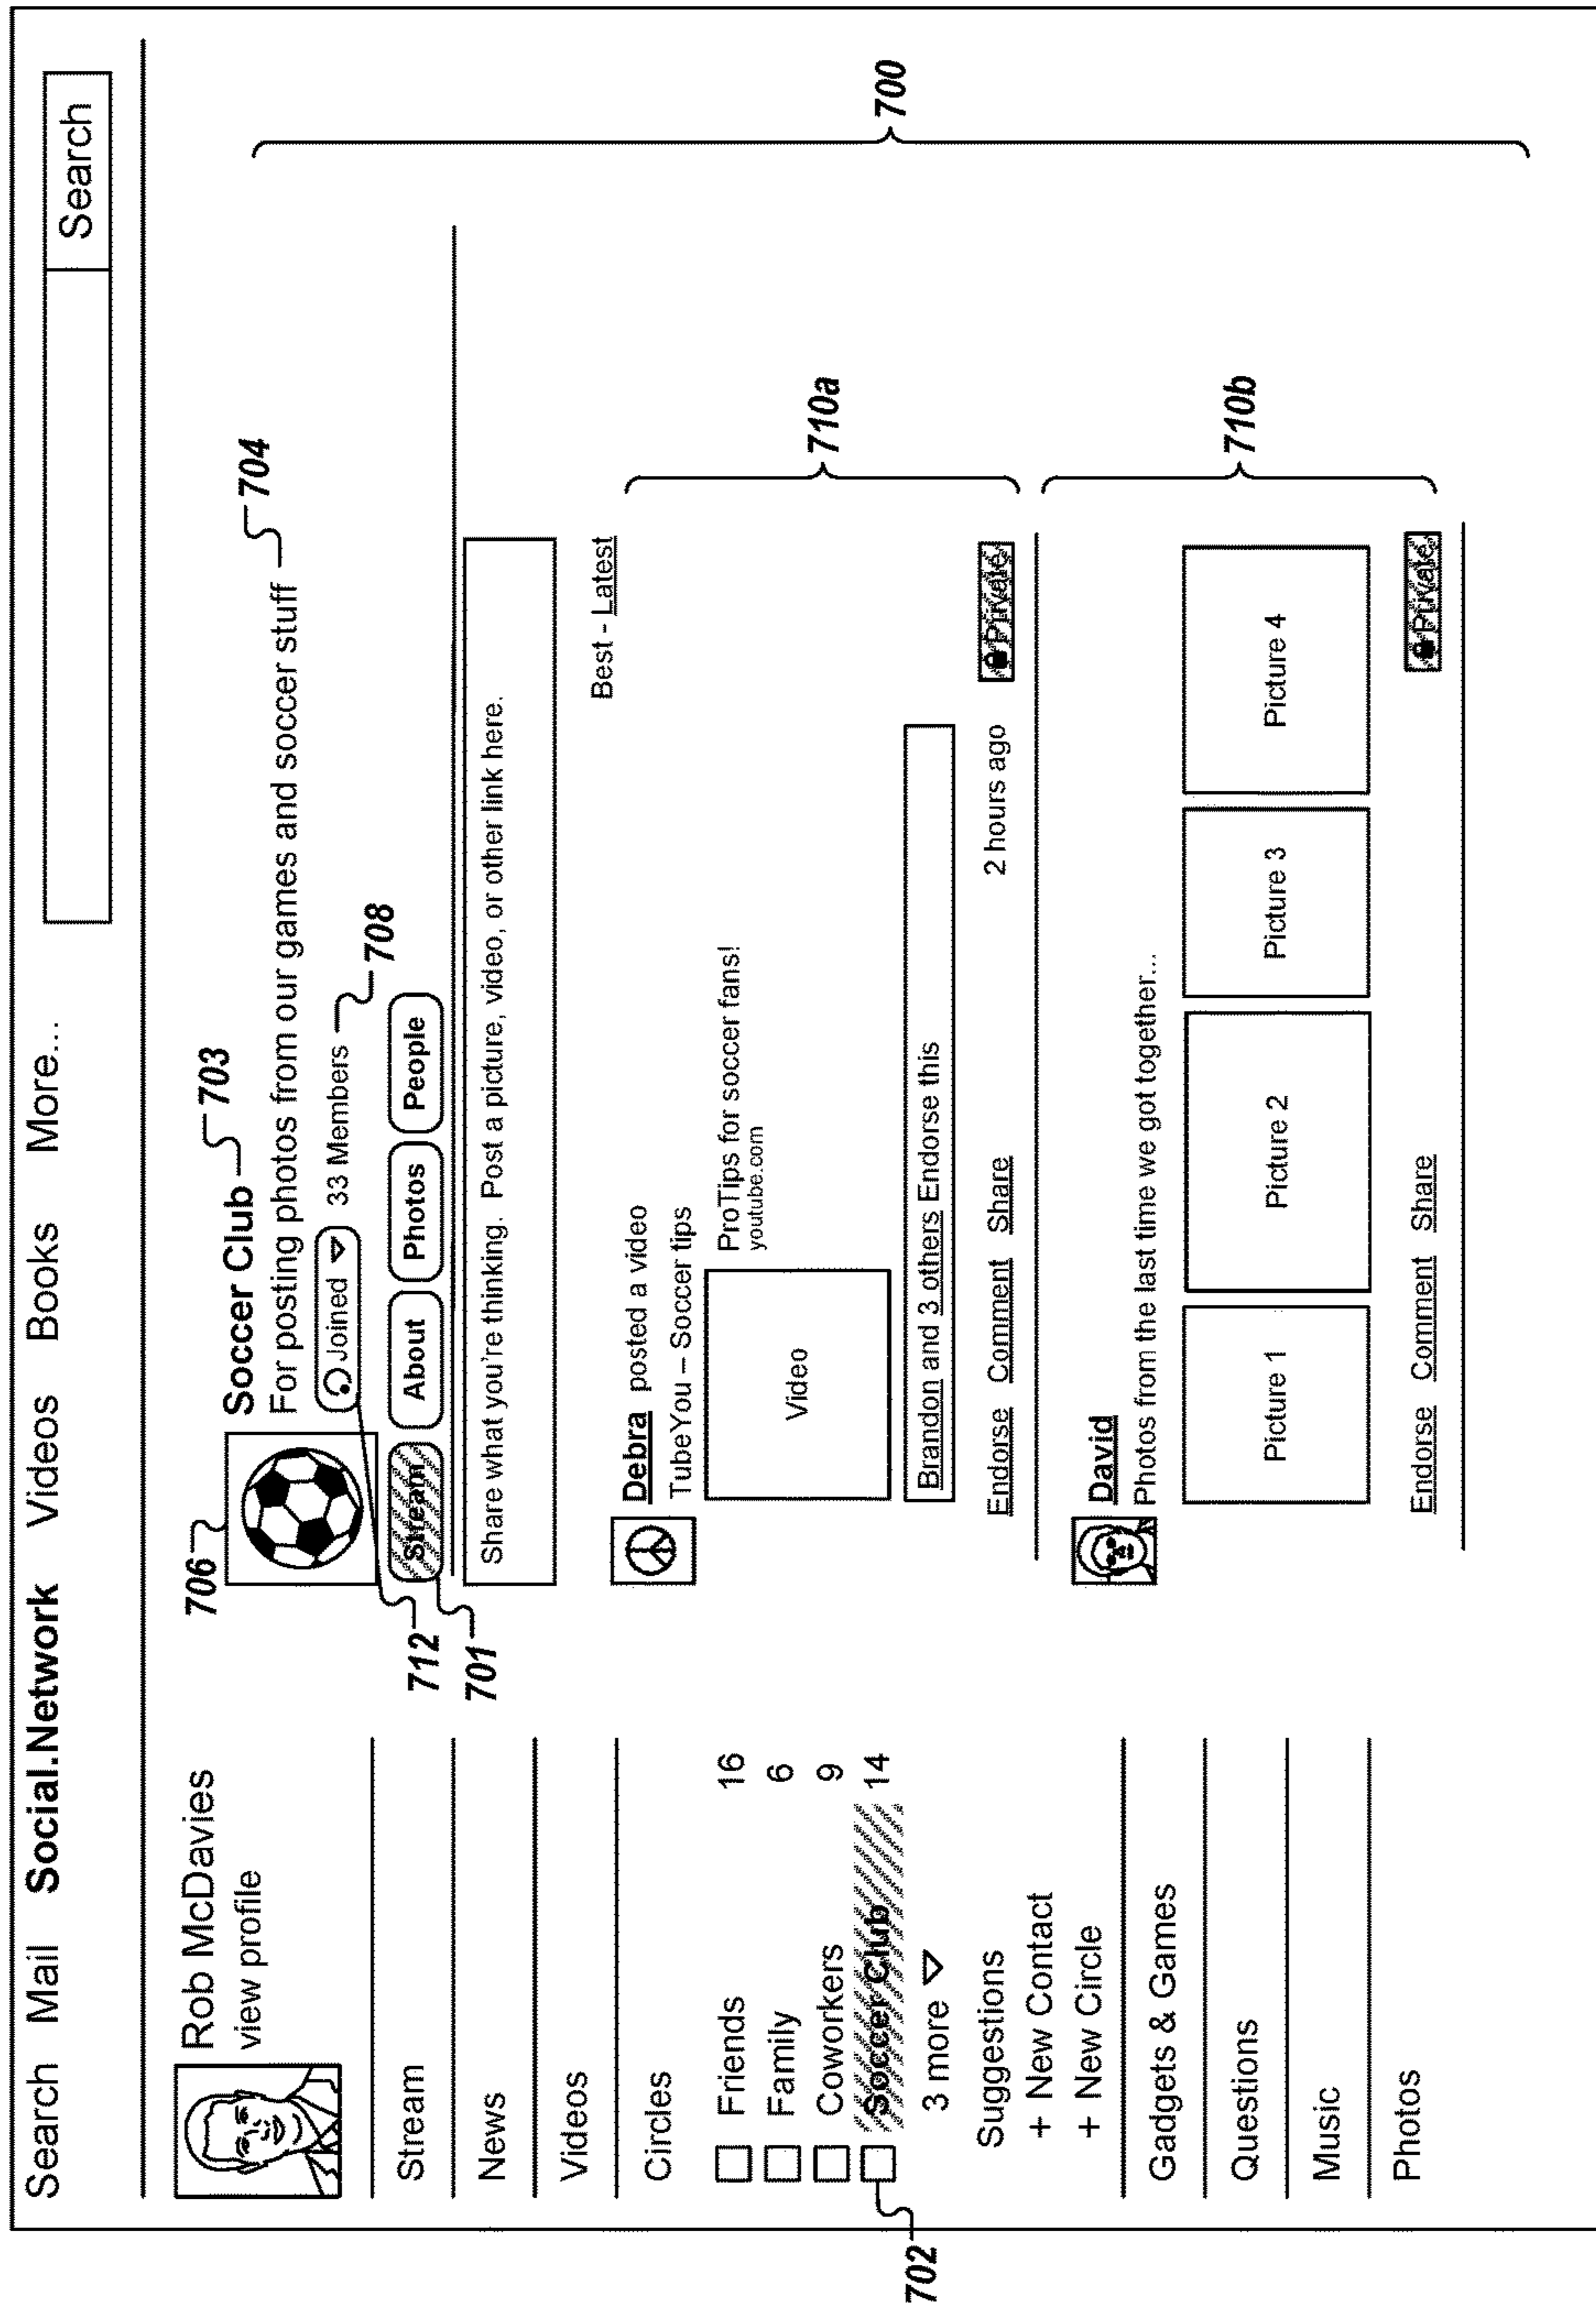 Search Mail Social.Network Videos Books More... Search
Rob McDavies
view profile
Stream
News
Videos
Circles
Friends 16
Family 6
Coworkers 9
Soccer Club 14
3 more
702
Suggestions
+ New Contact
+ New Circle
Gadgets & Games
Questions
Music
Photos
706
Soccer Club 703
For posting photos from our games and soccer stuff 704
Joined 33 Members 708
Stream About Photos People
712
701
Share what you're thinking. Post a picture, video, or other link here.
Best - Latest
Debra posted a video
TubeYou – Soccer tips
Video
ProTips for soccer fans!
youtube.com
Brandon and 3 others Endorse this
Endorse Comment Share 2 hours ago Private
710a
David
Photos from the last time we got together...
Picture 1 Picture 2 Picture 3 Picture 4
Endorse Comment Share Private
710b
700